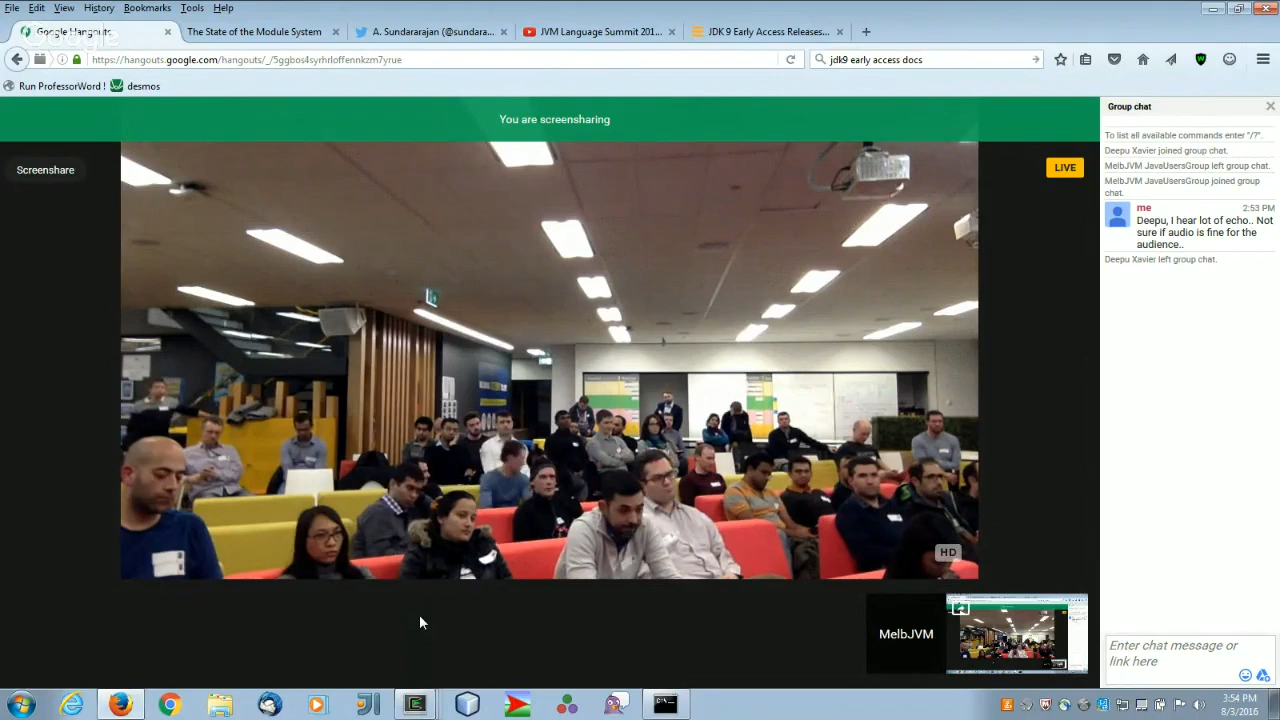 File Edit View History Bookmarks Tools Help
Google Hangouts
The State of the Module System
A. Sundararajan (@sundara...
JVM Language Summit 201...
JDK 9 Early Access Releases...
https://hangouts.google.com/hangouts/_/5ggbos4syrhrloffennkzm7yrue
jdk9 early access docs
Run ProfessorWord !
desmos
You are screensharing
Screenshare
LIVE
HD
MelbJVM
Group chat
To list all available commands enter "/?".
Deepu Xavier joined group chat.
MelbJVM JavaUsersGroup left group chat.
MelbJVM JavaUsersGroup joined group
chat.
me 2:53 PM
Deepu, I hear lot of echo.. Not
sure if audio is fine for the
audience..
Deepu Xavier left group chat.
Enter chat message or
link here
3:54 PM
8/3/2016